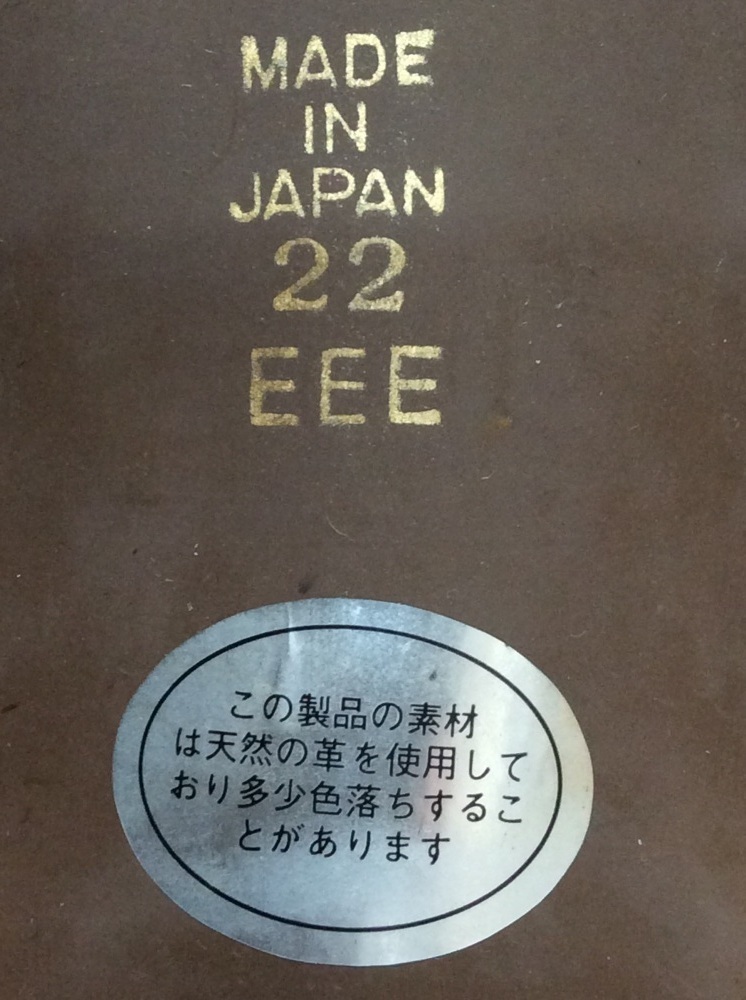 MADE
IN
JAPAN
22
EEE
この製品の素材
は天然の革を使用して
おり多少色落ちするこ
とがあります